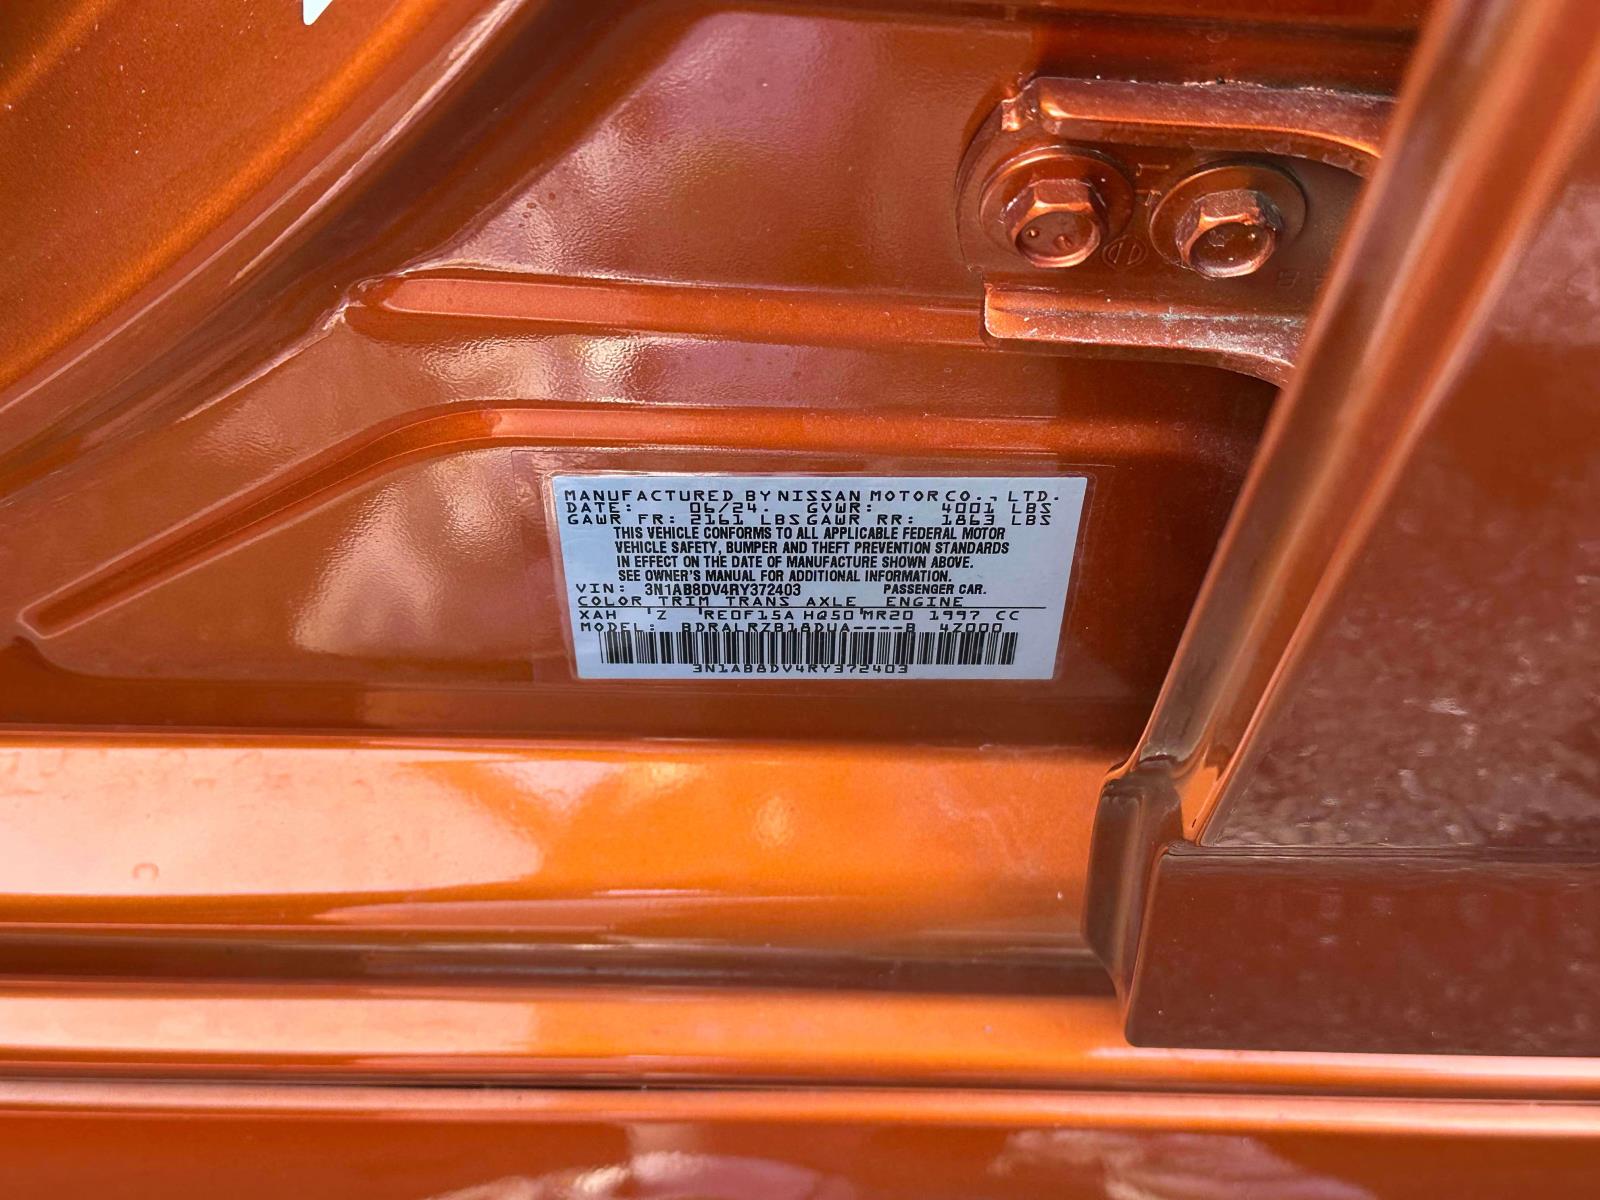 MANUFACTURED BY NISSAN MOTOR CO., LTD.
DATE: 06/24. GVWR: 4001 LBS
GAWR FR: 2161 LBS GAWR RR: 1863 LBS
THIS VEHICLE CONFORMS TO ALL APPLICABLE FEDERAL MOTOR
VEHICLE SAFETY, BUMPER AND THEFT PREVENTION STANDARDS
IN EFFECT ON THE DATE OF MANUFACTURE SHOWN ABOVE.
SEE OWNER'S MANUAL FOR ADDITIONAL INFORMATION.
VIN: 3N1AB8DV4RY372403 PASSENGER CAR.
COLOR TRIM TRANS AXLE ENGINE
XAH 'Z 'RE0F15A HQ50'MR20 1997 CC
MODEL: BDRALRZB18DUA----B 4Z000
3N1AB8DV4RY372403